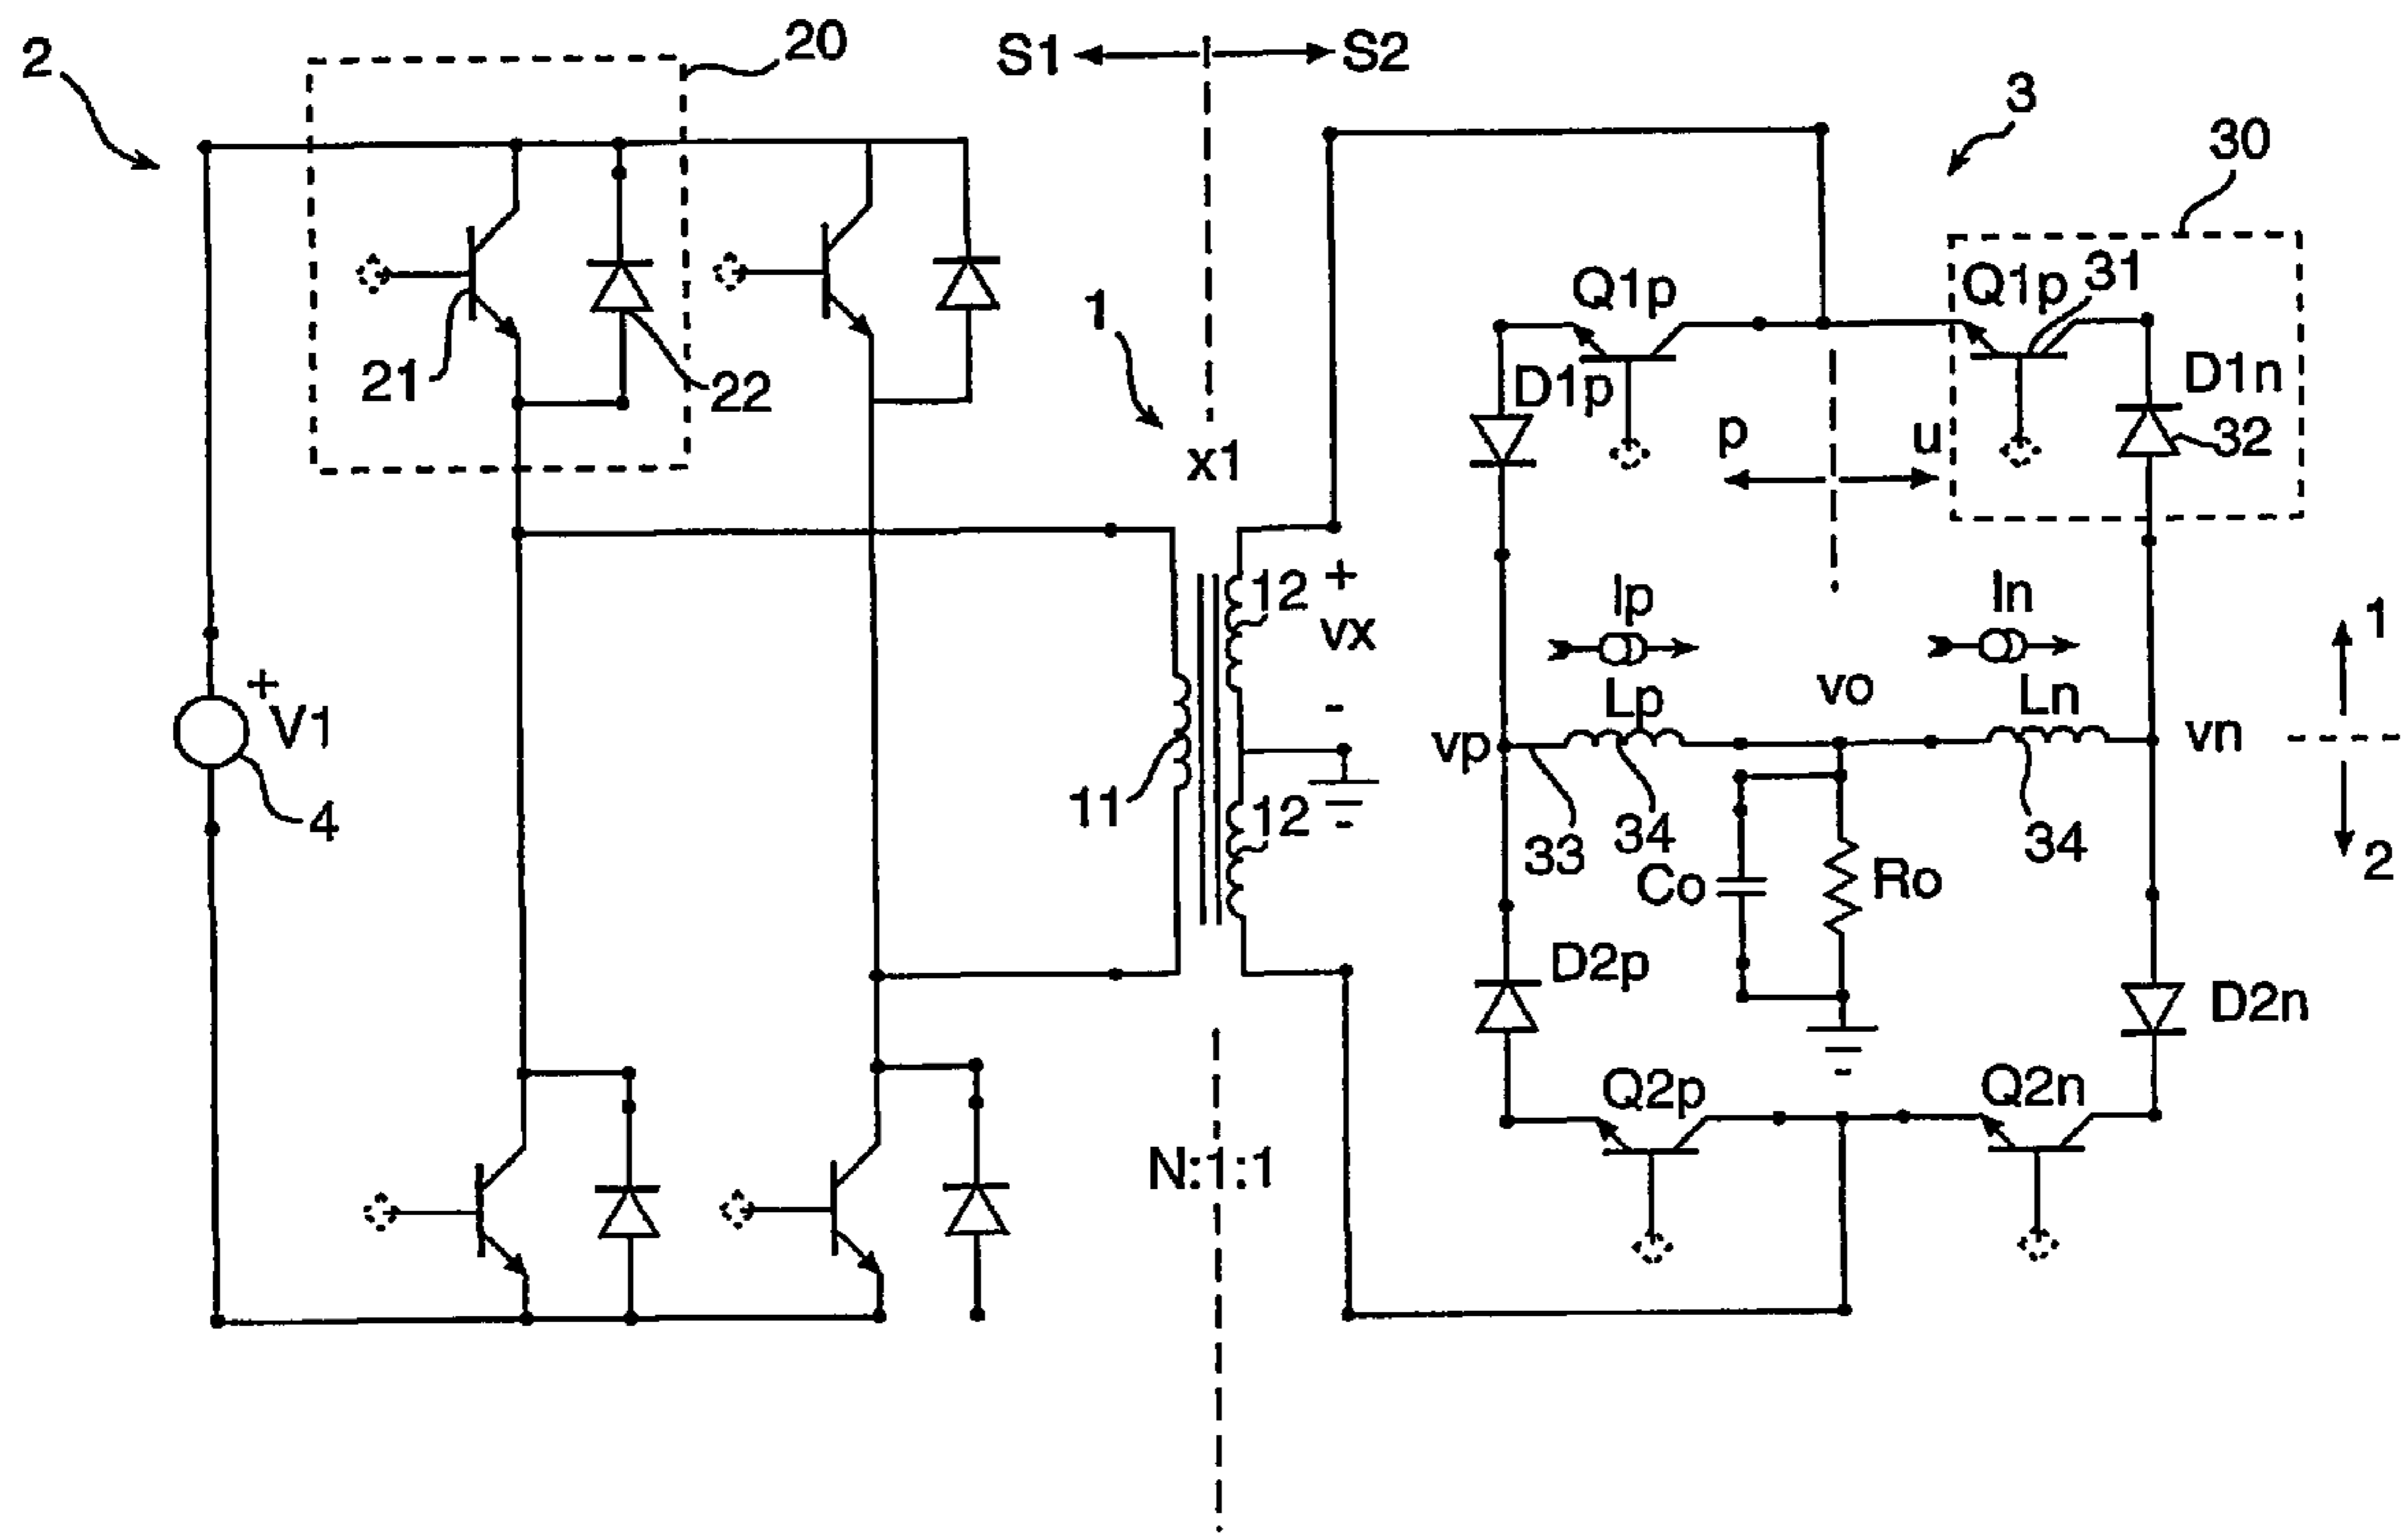 2
20
S1
S2
3
30
Q1p
Q1p
31
21
22
1
D1p
D1n
32
p
u
x1
12
+
vx
-
Ip
In
1
+
V1
4
11
vp
Lp
vo
Ln
vn
33
34
34
2
12
Co
Ro
D2p
D2n
Q2p
Q2n
N:1:1